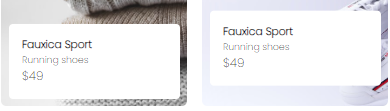 Fauxica Sport
Running shoes
$49
Fauxica Sport
Running shoes
$49